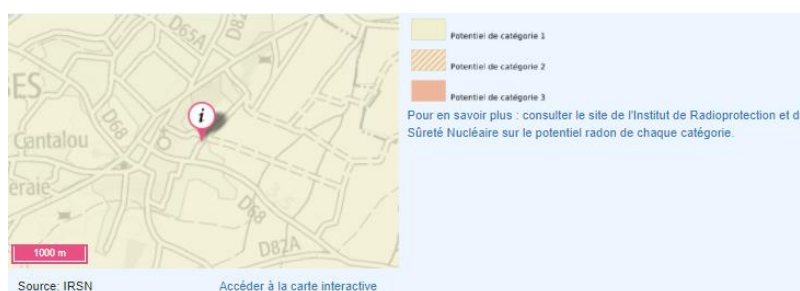 D65A
D82
ES
D68
i
Cantalou
eraie
D68
D82A
1000 m
Source: IRSN
Accéder à la carte interactive
Potentiel de catégorie 1
Potentiel de catégorie 2
Potentiel de catégorie 3
Pour en savoir plus : consulter le site de l'Institut de Radioprotection et d
Sûreté Nucléaire sur le potentiel radon de chaque catégorie.